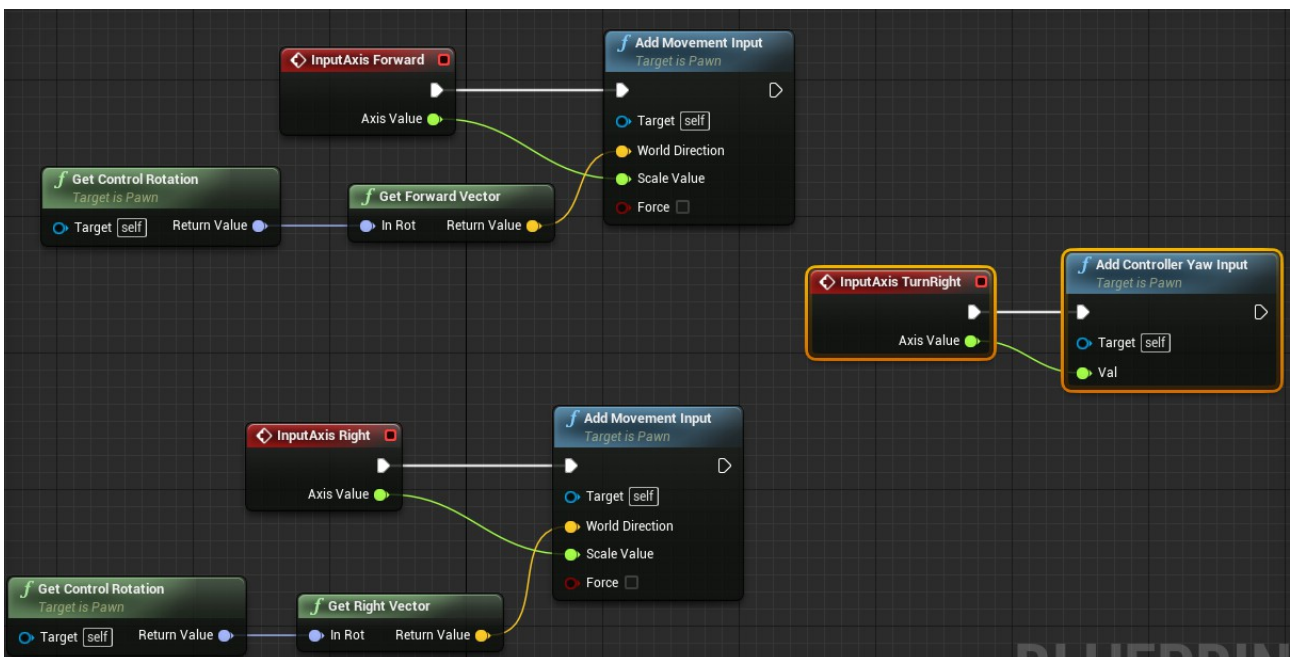 InputAxis Forward
Axis Value
Add Movement Input
Target is Pawn
Target self
World Direction
Scale Value
Force
Get Control Rotation
Target is Pawn
Target self Return Value
Get Forward Vector
In Rot Return Value
InputAxis TurnRight
Axis Value
Add Controller Yaw Input
Target is Pawn
Target self
Val
InputAxis Right
Axis Value
Add Movement Input
Target is Pawn
Target self
World Direction
Scale Value
Force
Get Control Rotation
Target is Pawn
Target self Return Value
Get Right Vector
In Rot Return Value